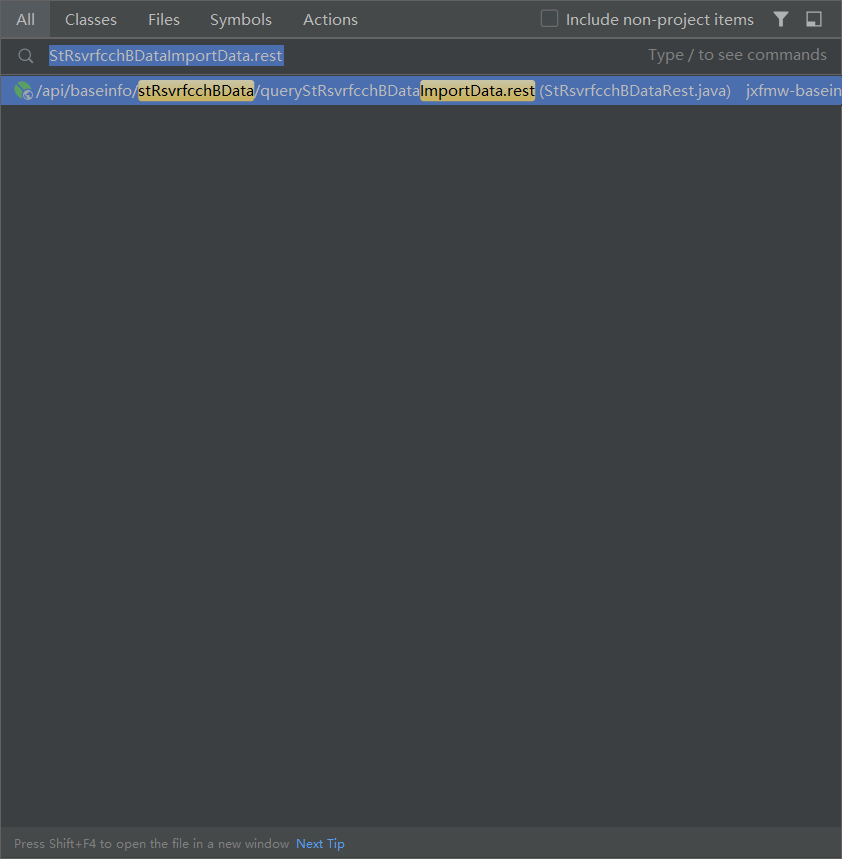 All Classes Files Symbols Actions Include non-project items
StRsvrfcchBDataImportData.rest Type / to see commands
/api/baseinfo/stRsvrfcchBData/queryStRsvrfcchBDataImportData.rest (StRsvrfcchBDataRest.java) jxfmw-basein
Press Shift+F4 to open the file in a new window Next Tip